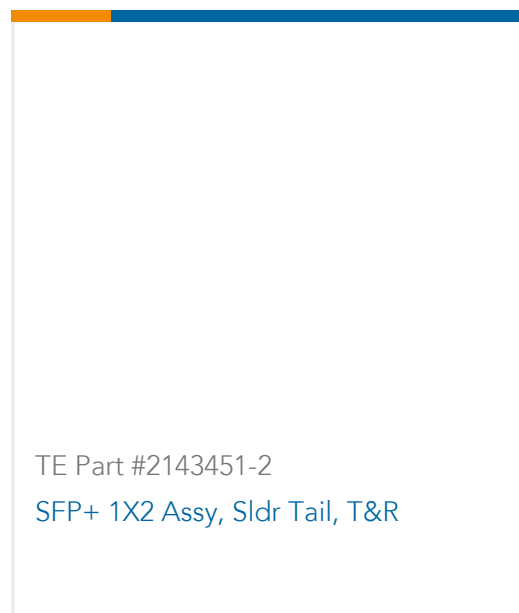 TE Part #2143451-2
SFP+ 1X2 Assy, Sldr Tail, T&R